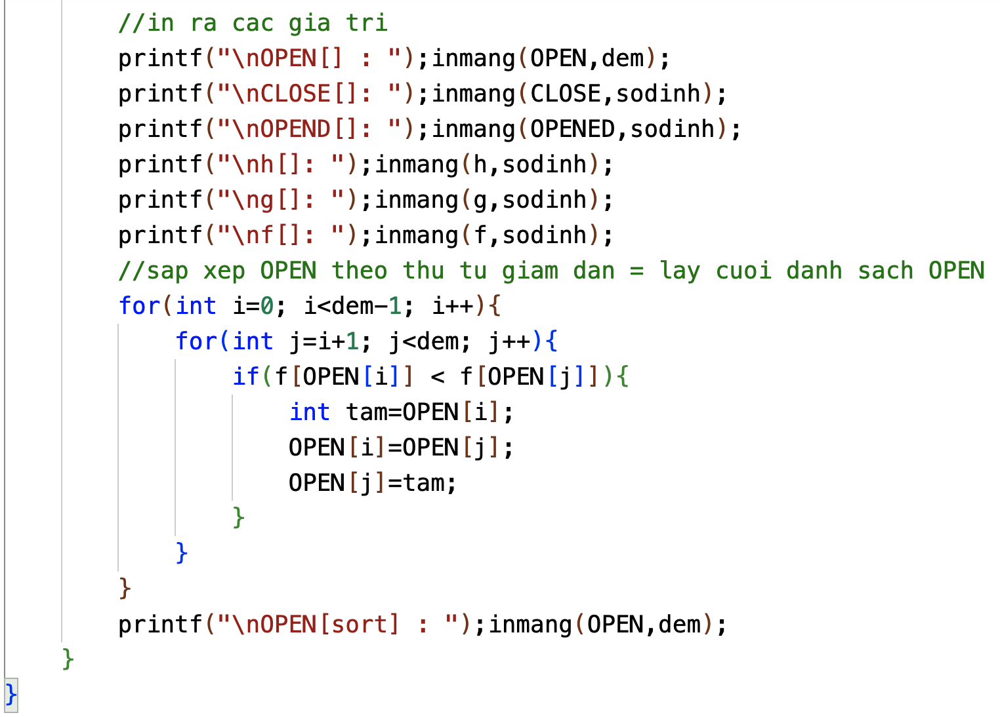 //in ra cac gia tri
printf("\nOPEN[] : ");inmang(OPEN,dem);
printf("\nCLOSE[]: ");inmang(CLOSE,sodinh);
printf("\nOPEND[]: ");inmang(OPENED,sodinh);
printf("\nh[]: ");inmang(h,sodinh);
printf("\ng[]: ");inmang(g,sodinh);
printf("\nf[]: ");inmang(f,sodinh);
//sap xep OPEN theo thu tu giam dan = lay cuoi danh sach OPEN
for(int i=0; i<dem-1; i++){
for(int j=i+1; j<dem; j++){
if(f[OPEN[i]] < f[OPEN[j]]){
int tam=OPEN[i];
OPEN[i]=OPEN[j];
OPEN[j]=tam;
}
}
}
printf("\nOPEN[sort] : ");inmang(OPEN,dem);
}
}